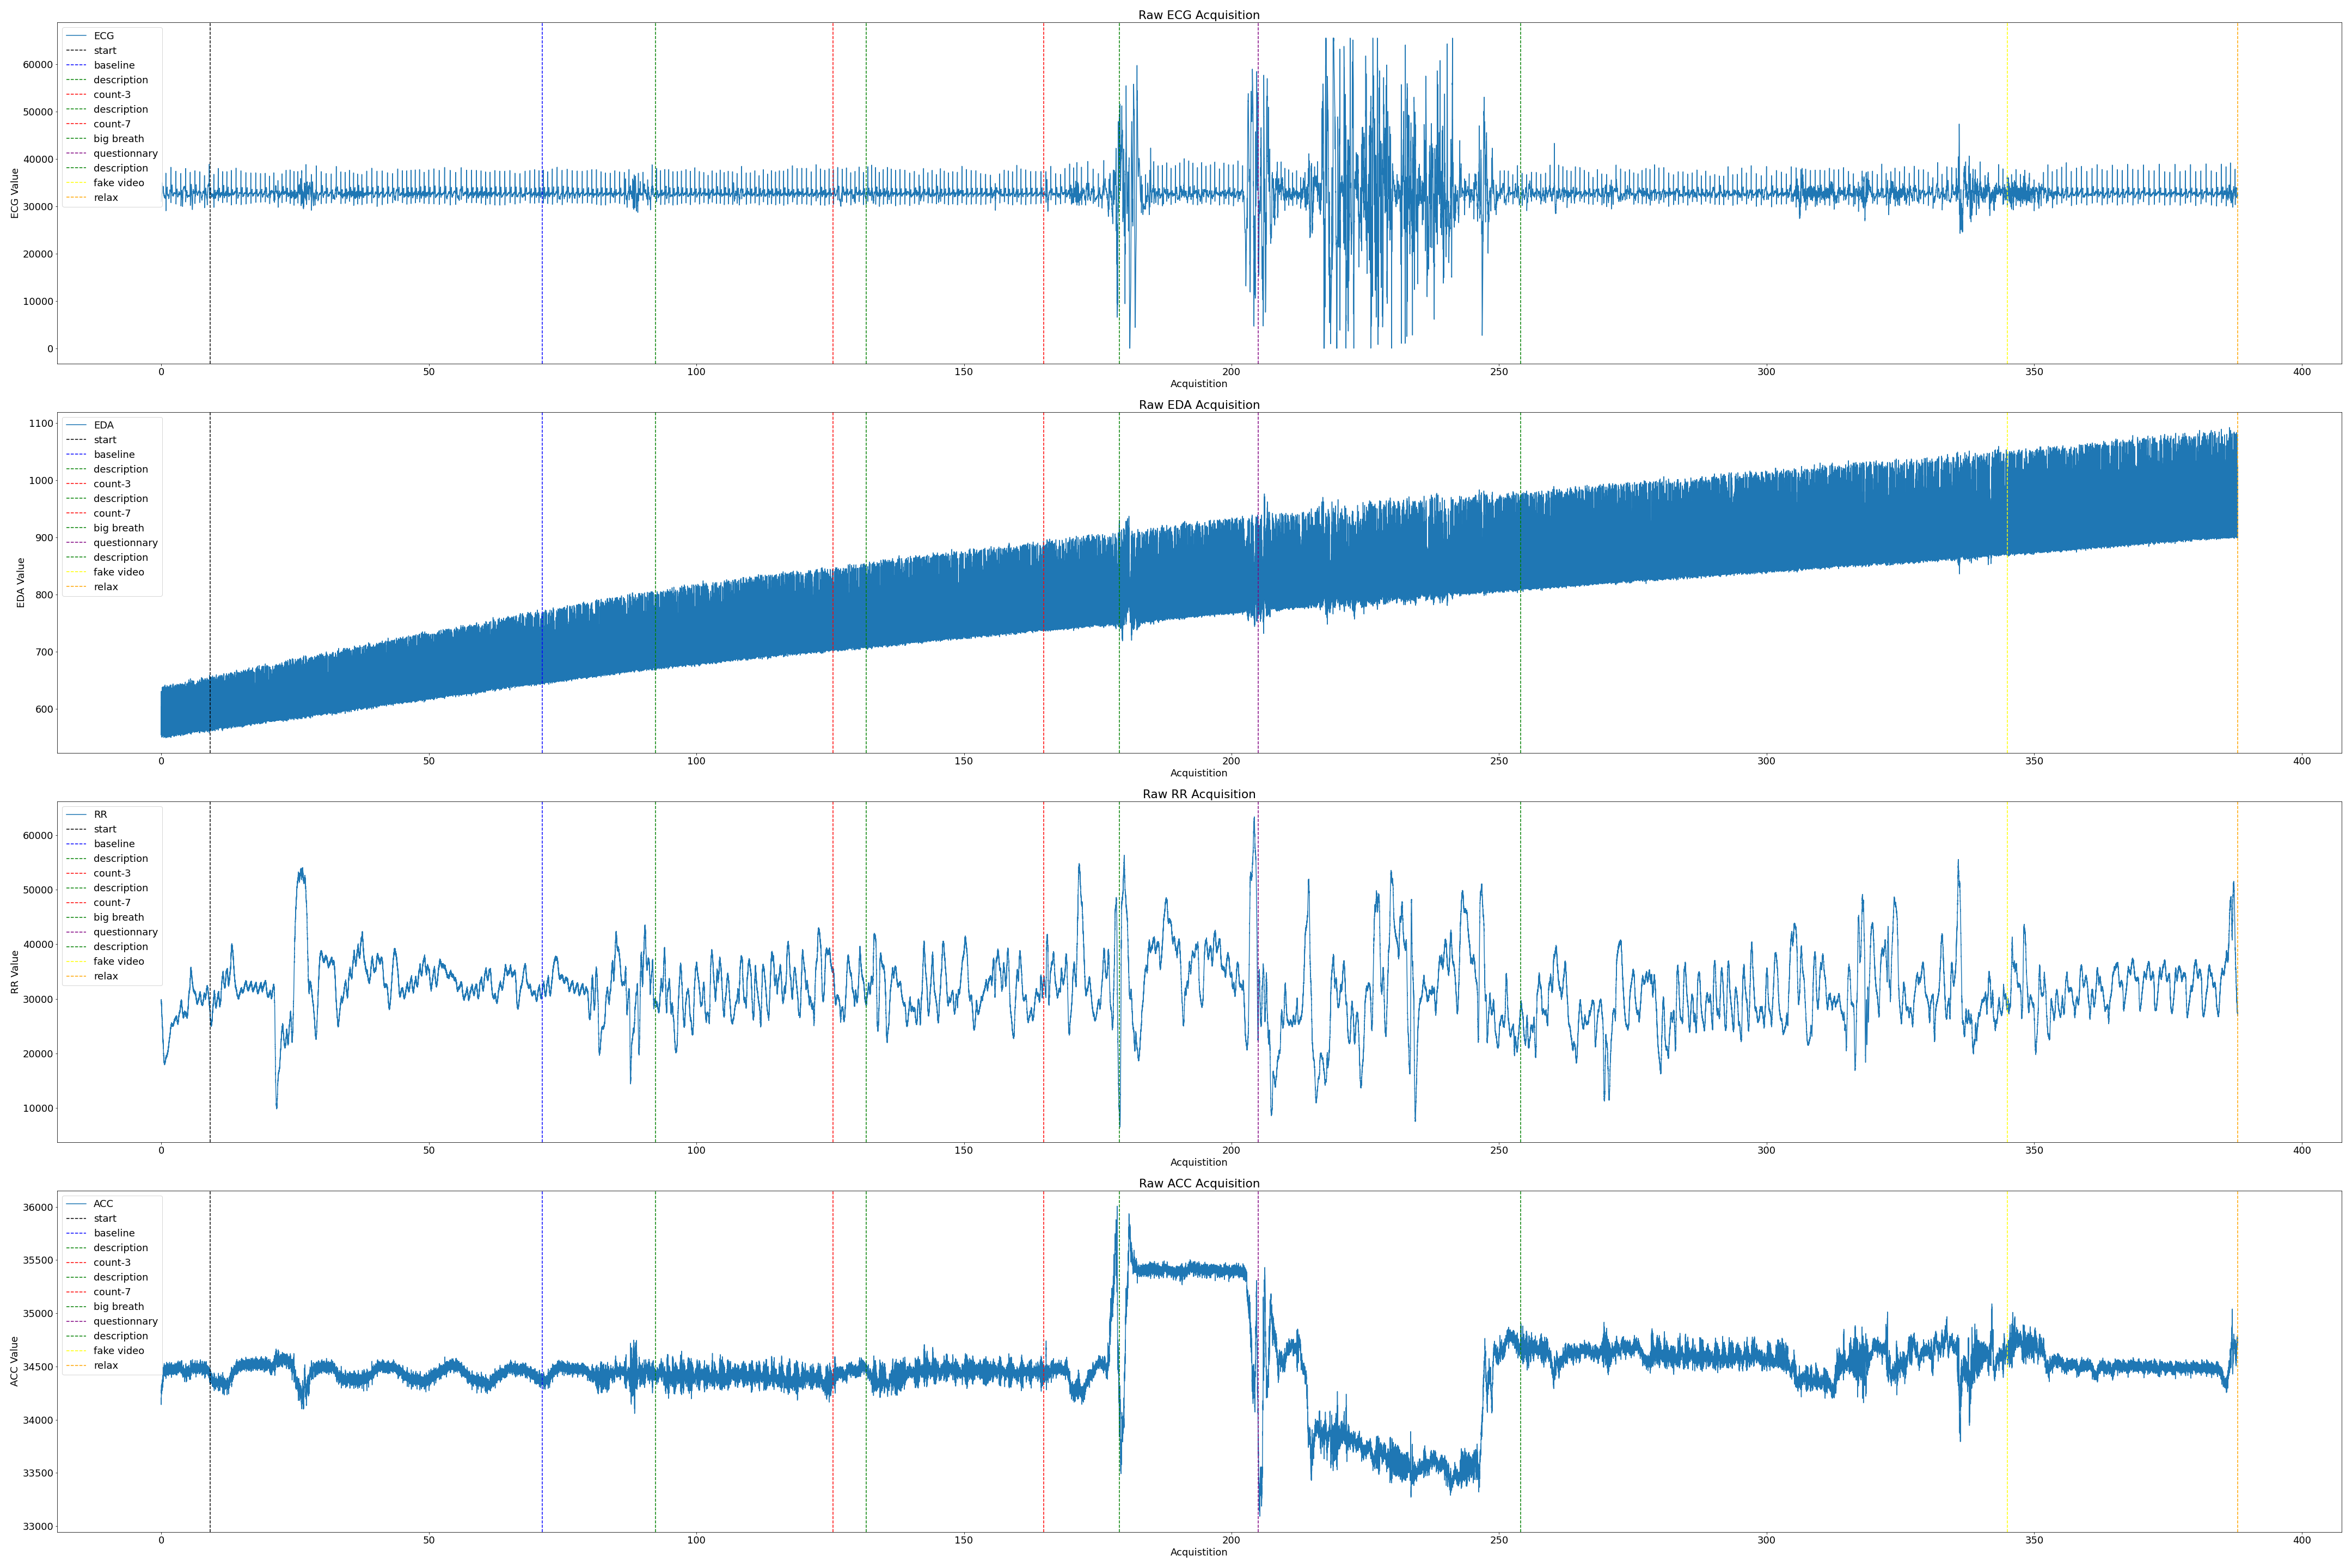 Raw ECG Acquisition
ECG
start
baseline
description
count-3
description
count-7
big breath
questionnary
description
fake video
relax
ECG Value
60000
50000
40000
30000
20000
10000
0
0 50 100 150 200 250 300 350 400
Acquistition
Raw EDA Acquisition
EDA
start
baseline
description
count-3
description
count-7
big breath
questionnary
description
fake video
relax
EDA Value
1100
1000
900
800
700
600
0 50 100 150 200 250 300 350 400
Acquistition
Raw RR Acquisition
RR
start
baseline
description
count-3
description
count-7
big breath
questionnary
description
fake video
relax
RR Value
60000
50000
40000
30000
20000
10000
0 50 100 150 200 250 300 350 400
Acquistition
Raw ACC Acquisition
ACC
start
baseline
description
count-3
description
count-7
big breath
questionnary
description
fake video
relax
ACC Value
36000
35500
35000
34500
34000
33500
33000
0 50 100 150 200 250 300 350 400
Acquistition